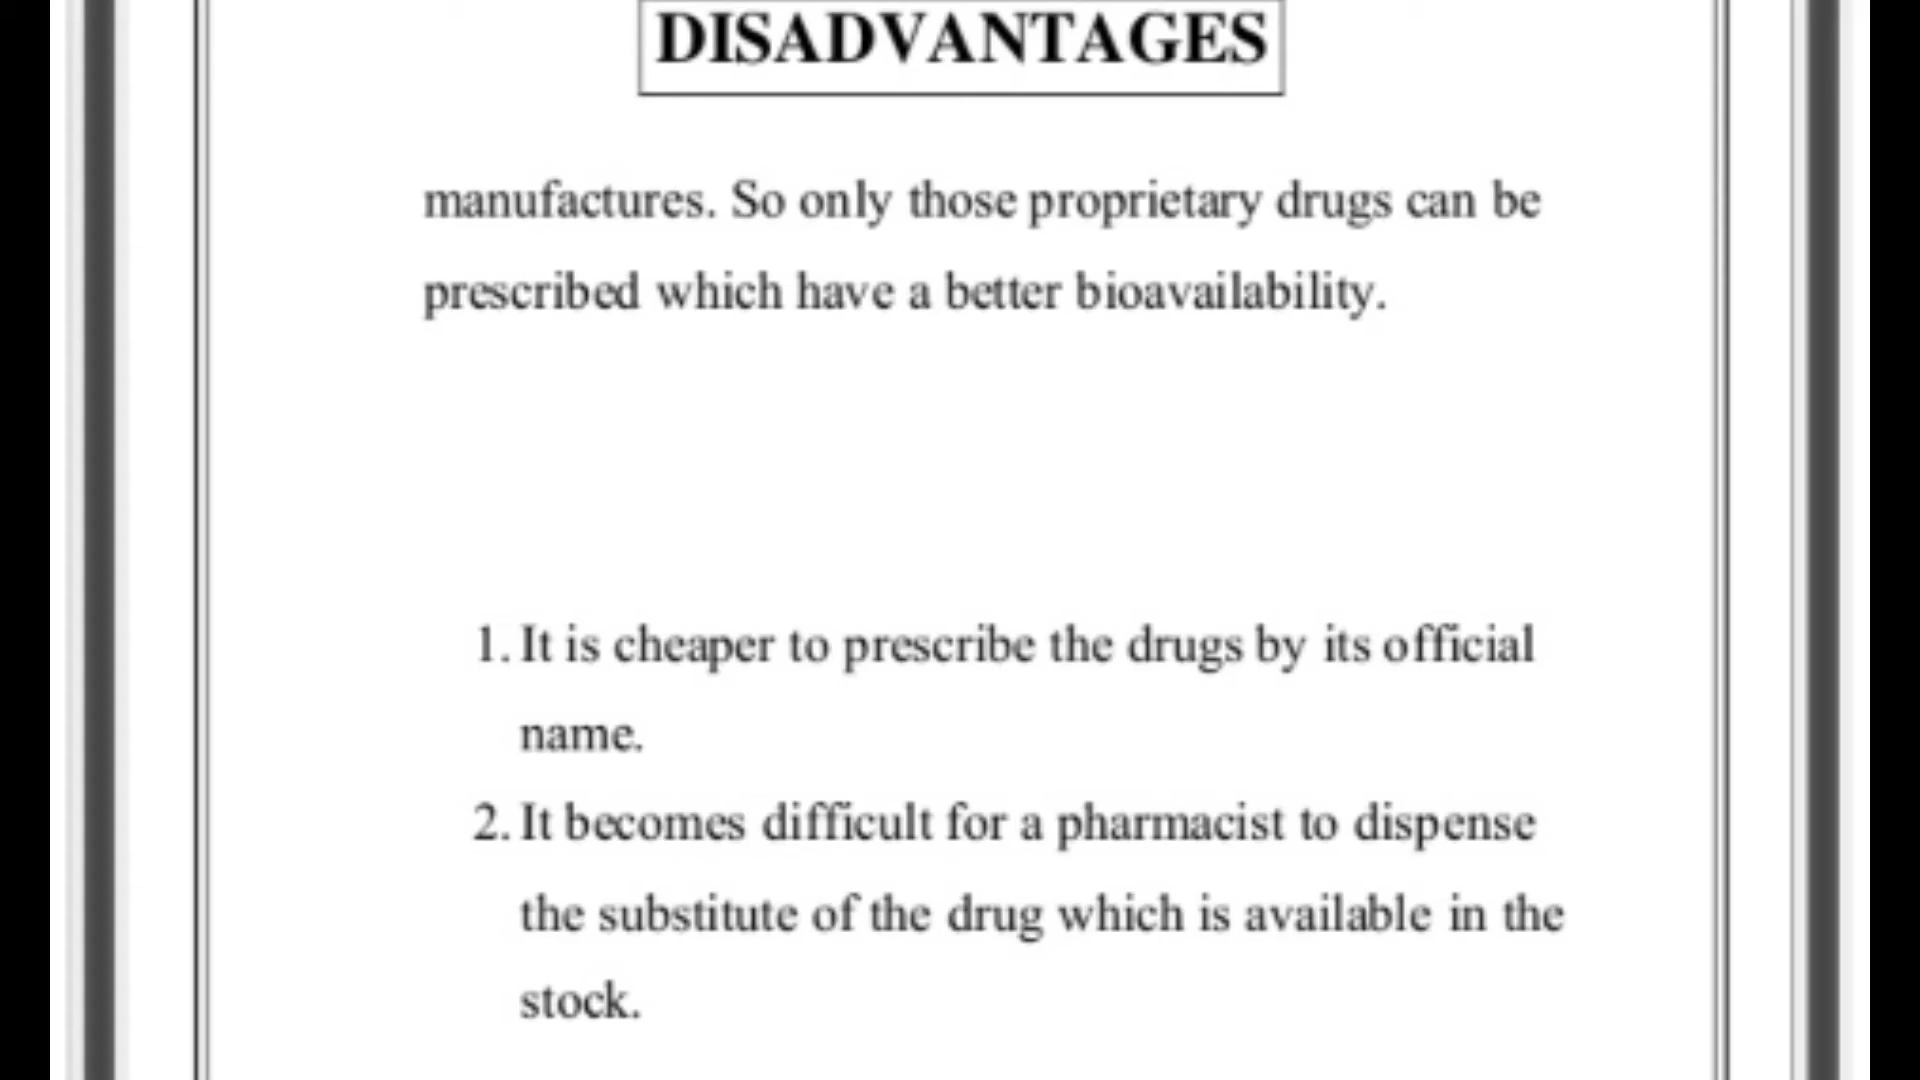 DISADVANTAGES
manufactures. So only those proprietary drugs can be
prescribed which have a better bioavailability.
1. It is cheaper to prescribe the drugs by its official
name.
2. It becomes difficult for a pharmacist to dispense
the substitute of the drug which is available in the
stock.